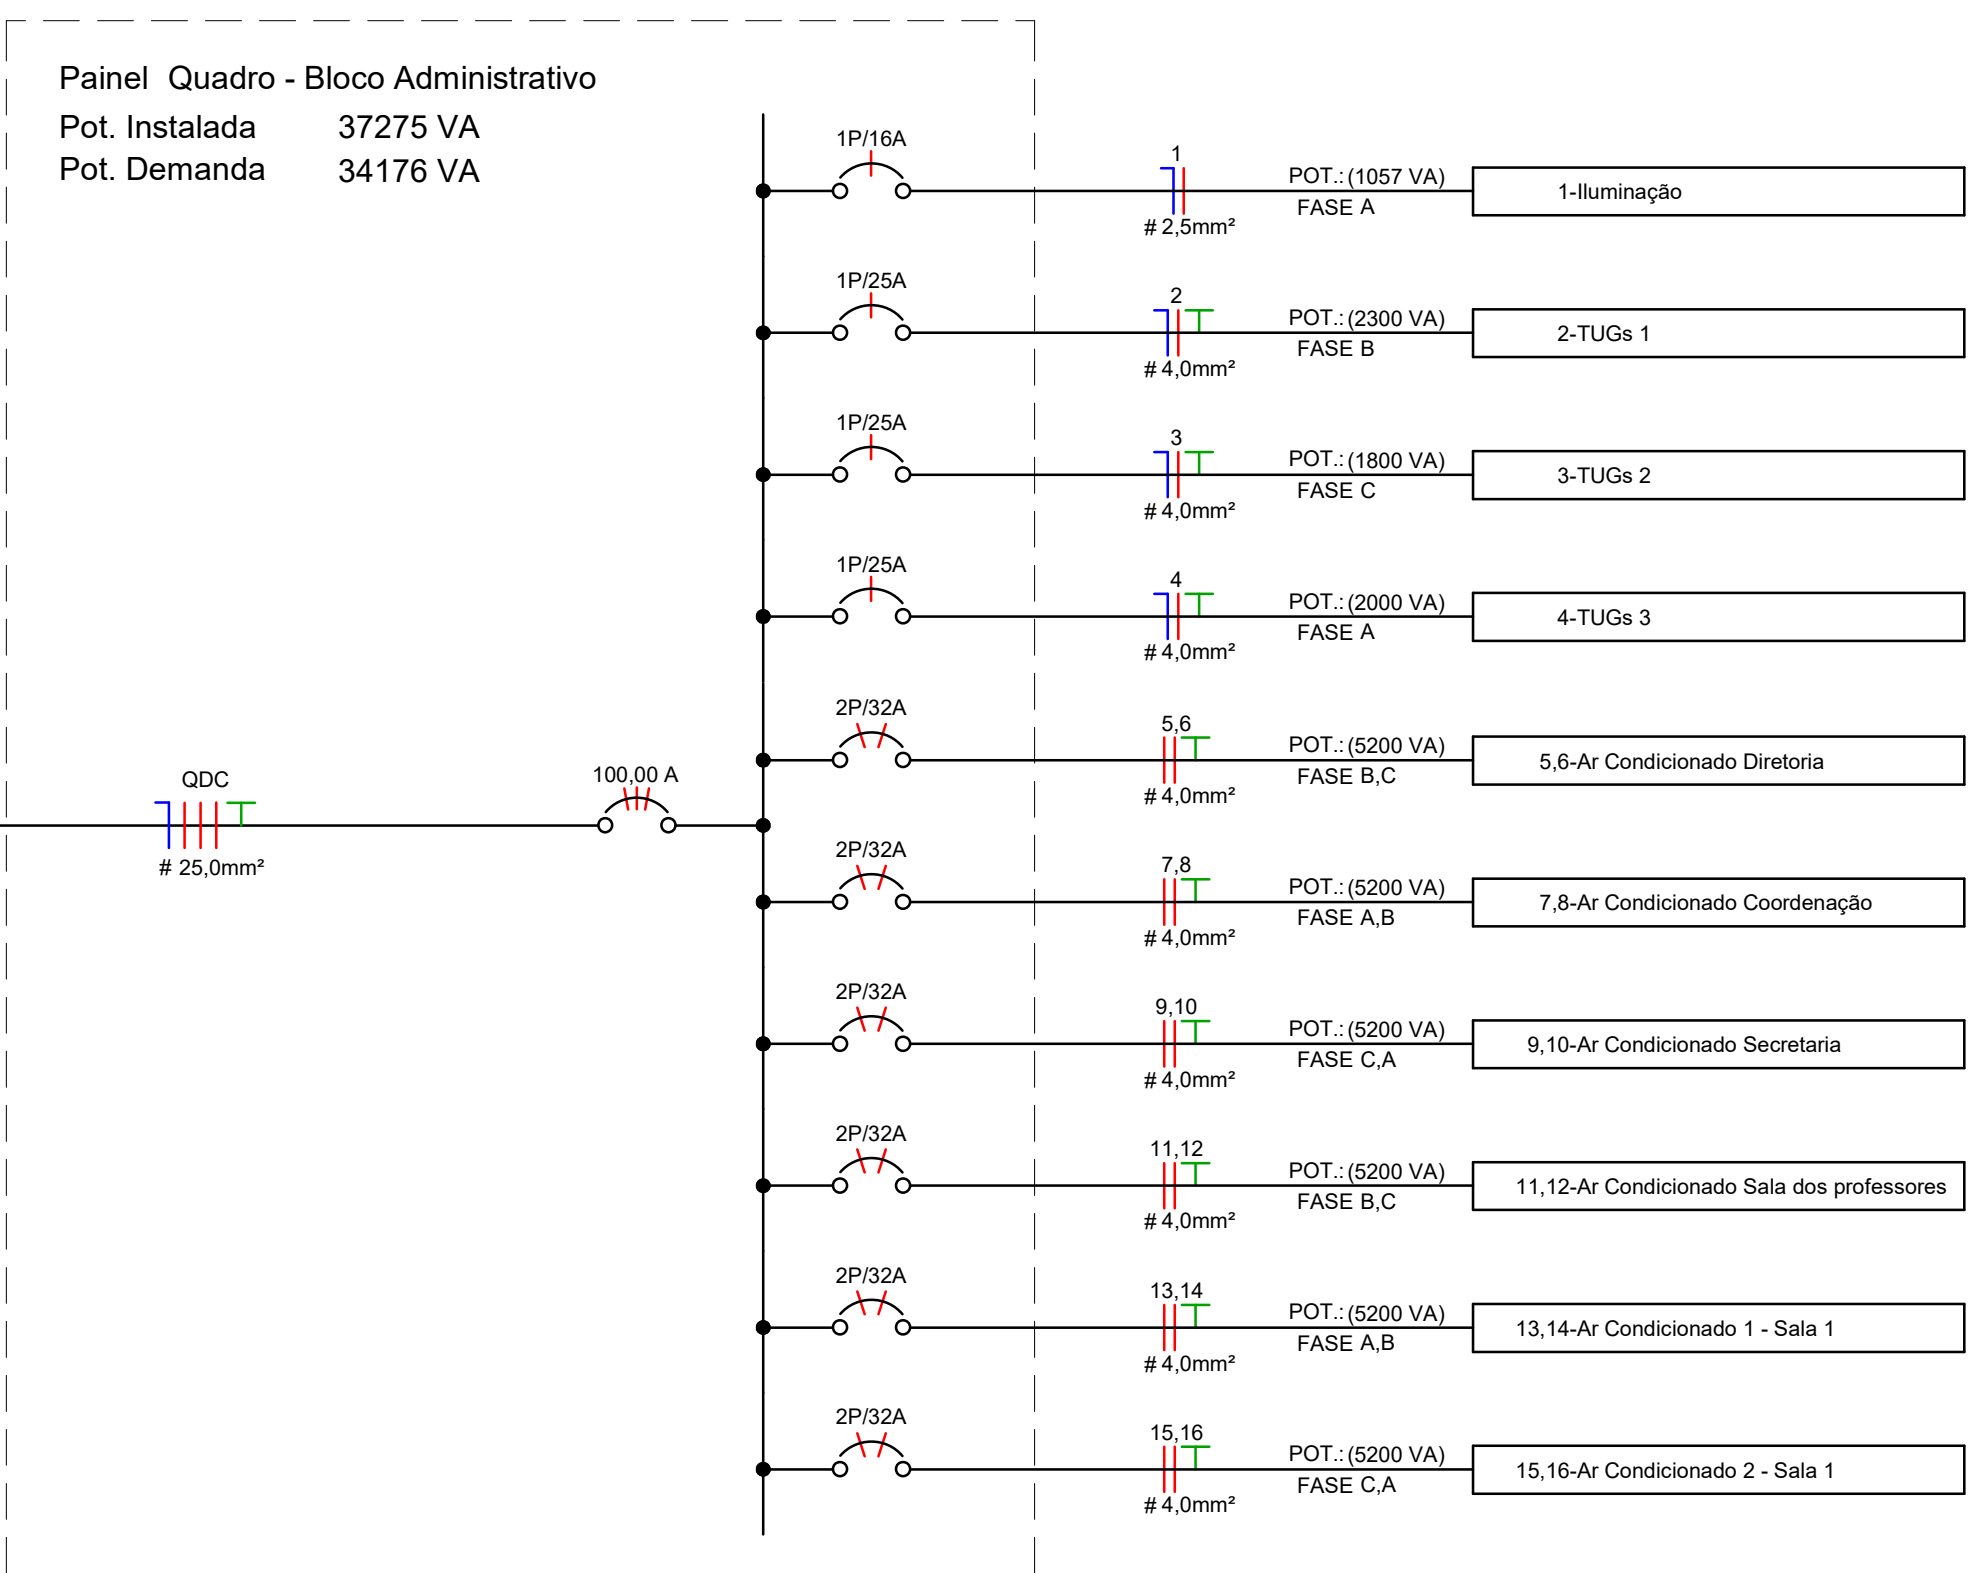 Painel Quadro - Bloco Administrativo
Pot. Instalada 37275 VA
Pot. Demanda 34176 VA
QDC
# 25,0mm²
100,00 A
1P/16A
1
# 2,5mm²
POT.: (1057 VA)
FASE A
1-Iluminação
1P/25A
2
# 4,0mm²
POT.: (2300 VA)
FASE B
2-TUGs 1
1P/25A
3
# 4,0mm²
POT.: (1800 VA)
FASE C
3-TUGs 2
1P/25A
4
# 4,0mm²
POT.: (2000 VA)
FASE A
4-TUGs 3
2P/32A
5,6
# 4,0mm²
POT.: (5200 VA)
FASE B,C
5,6-Ar Condicionado Diretoria
2P/32A
7,8
# 4,0mm²
POT.: (5200 VA)
FASE A,B
7,8-Ar Condicionado Coordenação
2P/32A
9,10
# 4,0mm²
POT.: (5200 VA)
FASE C,A
9,10-Ar Condicionado Secretaria
2P/32A
11,12
# 4,0mm²
POT.: (5200 VA)
FASE B,C
11,12-Ar Condicionado Sala dos professores
2P/32A
13,14
# 4,0mm²
POT.: (5200 VA)
FASE A,B
13,14-Ar Condicionado 1 - Sala 1
2P/32A
15,16
# 4,0mm²
POT.: (5200 VA)
FASE C,A
15,16-Ar Condicionado 2 - Sala 1